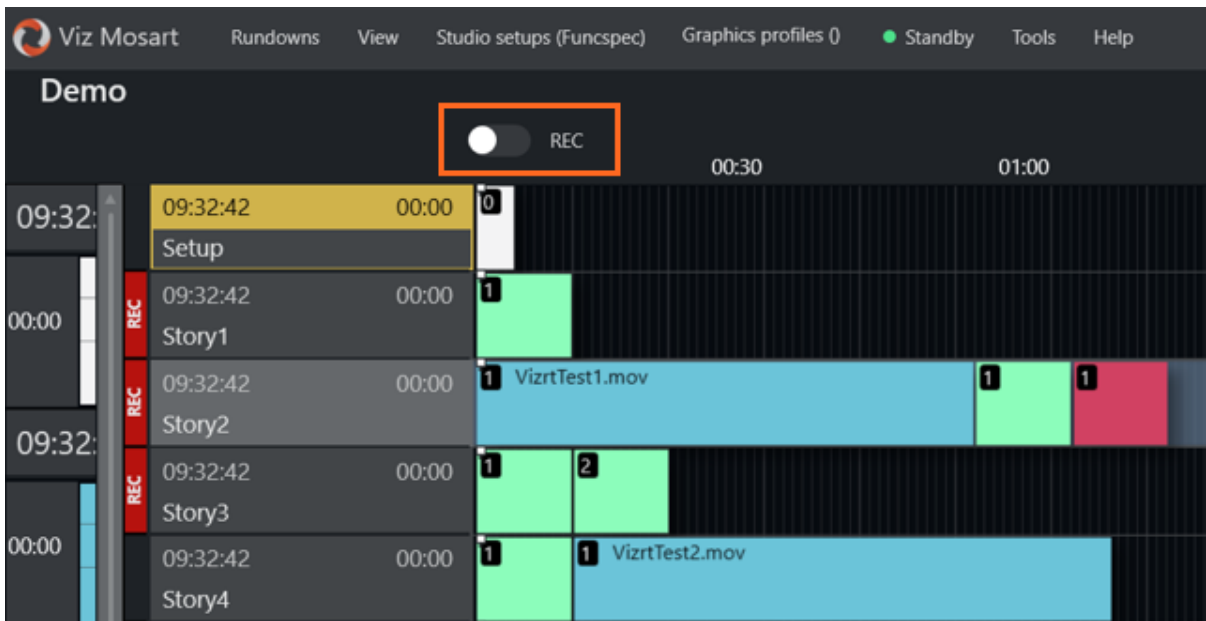 Viz Mosart Rundowns View Studio setups (Funcspec) Graphics profiles () Standby Tools Help
Demo
REC
00:30 01:00
09:32: 09:32:42 00:00 0
Setup
00:00 REC 09:32:42 00:00 1
Story1
REC 09:32:42 00:00 1 VizrtTest1.mov 1 1
Story2
09:32:
REC 09:32:42 00:00 1 2
Story3
00:00 09:32:42 00:00 1 1 VizrtTest2.mov
Story4